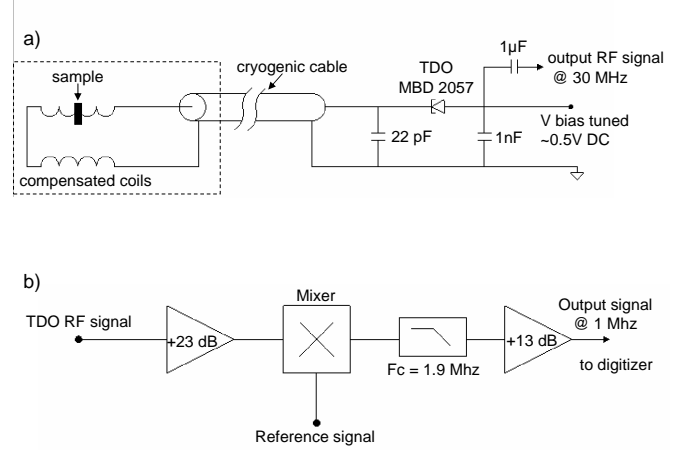 a)
sample
cryogenic cable
TDO
MBD 2057
1µF
output RF signal
@ 30 MHz
V bias tuned
~0.5V DC
22 pF
1nF
compensated coils
b)
TDO RF signal
+23 dB
Mixer
Fc = 1.9 Mhz
+13 dB
Output signal
@ 1 Mhz
to digitizer
Reference signal